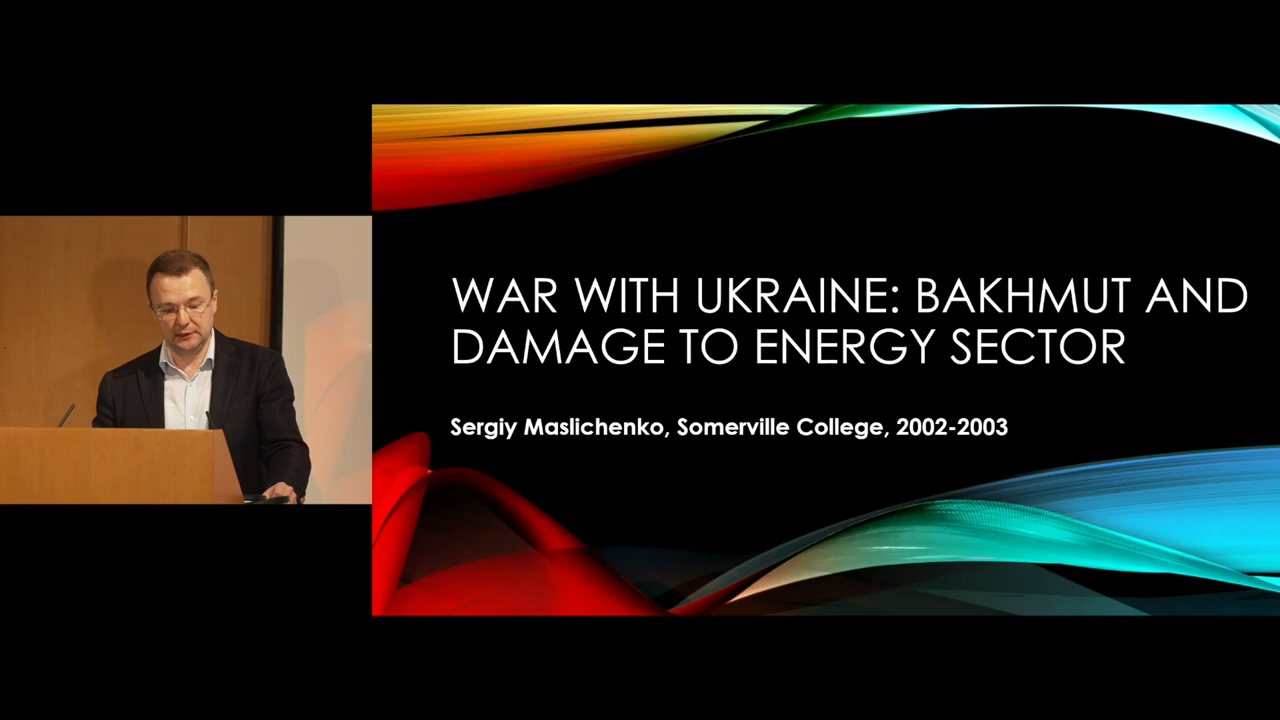 WAR WITH UKRAINE: BAKHMUT AND
DAMAGE TO ENERGY SECTOR
Sergiy Maslichenko, Somerville College, 2002-2003